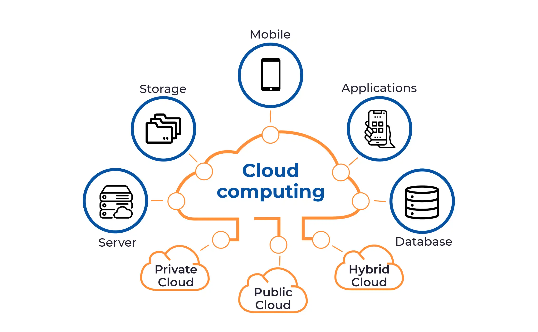 Mobile
Storage
Applications
Cloud
computing
Server
Database
Private
Cloud
Public
Cloud
Hybrid
Cloud